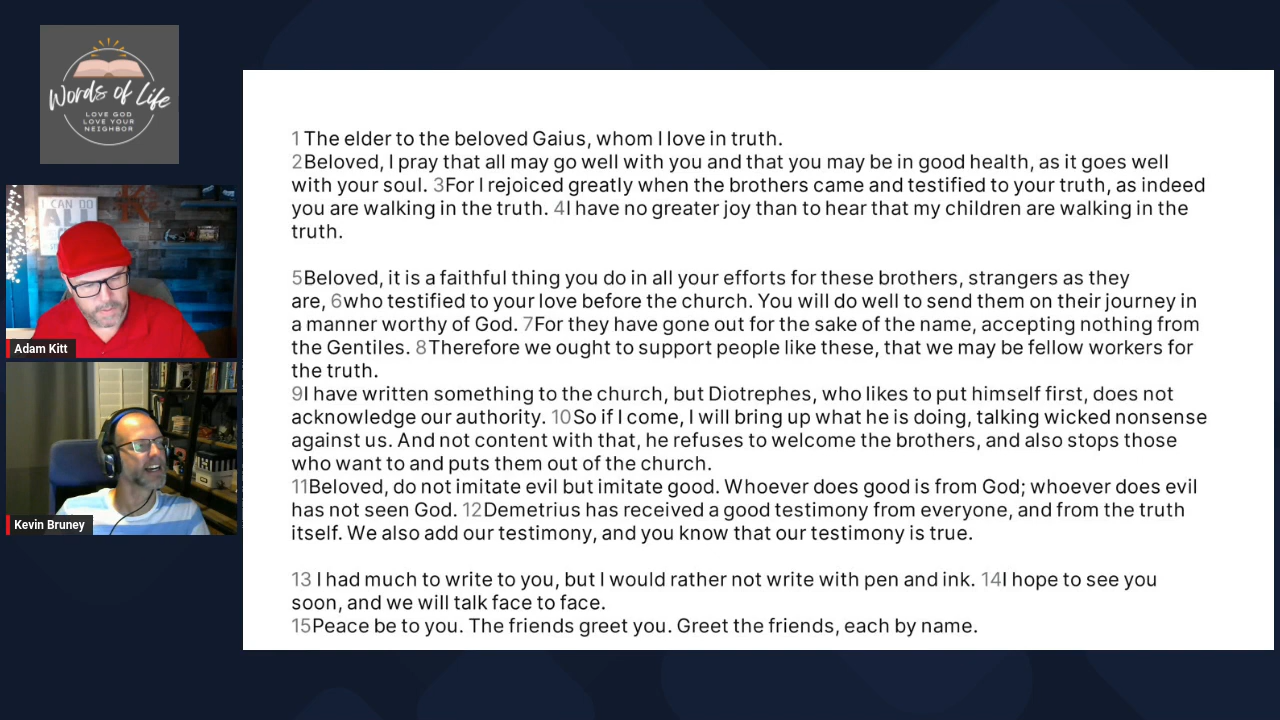 Words of Life
LOVE GOD
LOVE YOUR
NEIGHBOR
I CAN DO
ALL
Adam Kitt
Kevin Bruney
1 The elder to the beloved Gaius, whom I love in truth.
2Beloved, I pray that all may go well with you and that you may be in good health, as it goes well
with your soul. 3For I rejoiced greatly when the brothers came and testified to your truth, as indeed
you are walking in the truth. 4I have no greater joy than to hear that my children are walking in the
truth.
5Beloved, it is a faithful thing you do in all your efforts for these brothers, strangers as they
are, 6who testified to your love before the church. You will do well to send them on their journey in
a manner worthy of God. 7For they have gone out for the sake of the name, accepting nothing from
the Gentiles. 8Therefore we ought to support people like these, that we may be fellow workers for
the truth.
9I have written something to the church, but Diotrephes, who likes to put himself first, does not
acknowledge our authority. 10So if I come, I will bring up what he is doing, talking wicked nonsense
against us. And not content with that, he refuses to welcome the brothers, and also stops those
who want to and puts them out of the church.
11Beloved, do not imitate evil but imitate good. Whoever does good is from God; whoever does evil
has not seen God. 12Demetrius has received a good testimony from everyone, and from the truth
itself. We also add our testimony, and you know that our testimony is true.
13 I had much to write to you, but I would rather not write with pen and ink. 14I hope to see you
soon, and we will talk face to face.
15Peace be to you. The friends greet you. Greet the friends, each by name.